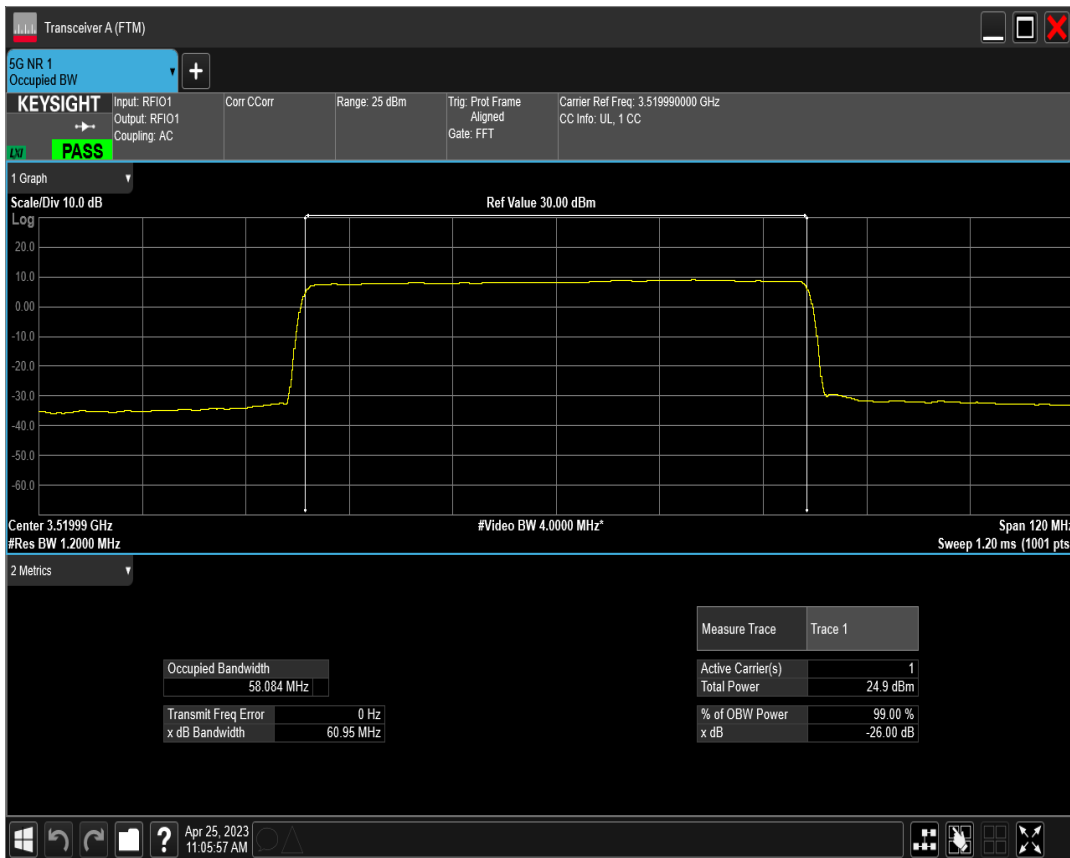 Transceiver A (FTM)
5G NR 1
Occupied BW
+
KEYSIGHT
LXI
PASS
Input: RFIO1
Output: RFIO1
Coupling: AC
Corr CCorr
Range: 25 dBm
Trig: Prot Frame
Aligned
Gate: FFT
Carrier Ref Freq: 3.519990000 GHz
CC Info: UL, 1 CC
1 Graph
Scale/Div 10.0 dB
Ref Value 30.00 dBm
Log
20.0
10.0
0.00
-10.0
-20.0
-30.0
-40.0
-50.0
-60.0
Center 3.51999 GHz
#Video BW 4.0000 MHz*
Span 120 MHz
#Res BW 1.2000 MHz
Sweep 1.20 ms (1001 pts
2 Metrics
Measure Trace Trace 1
Occupied Bandwidth
58.084 MHz
Active Carrier(s) 1
Total Power 24.9 dBm
Transmit Freq Error 0 Hz
x dB Bandwidth 60.95 MHz
% of OBW Power 99.00 %
x dB -26.00 dB
?
Apr 25, 2023
11:05:57 AM